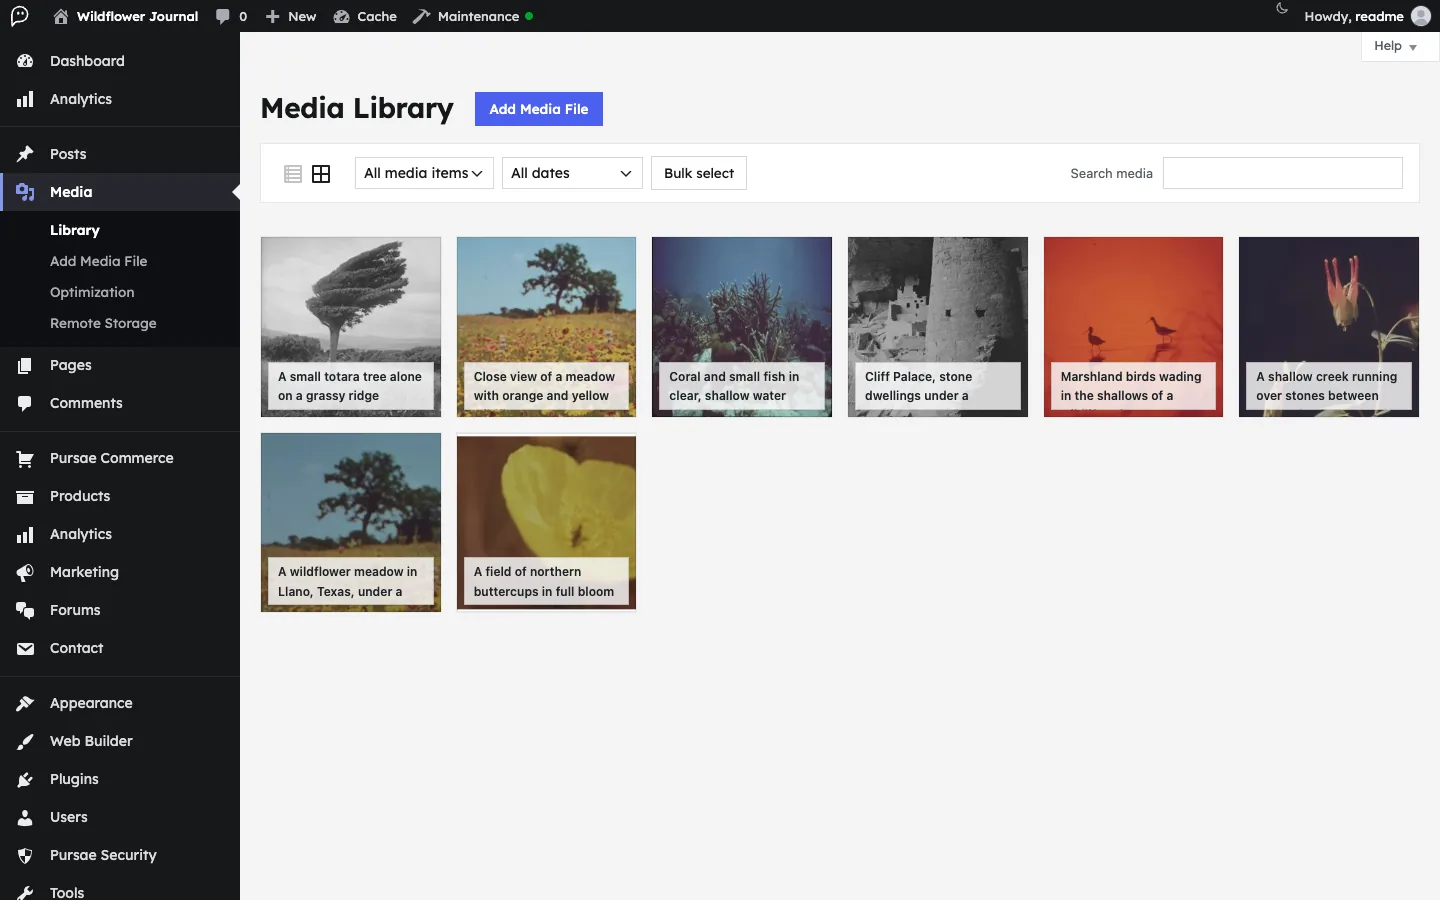 Wildflower Journal
0
New
Cache
Maintenance
Howdy, readme
Help
Dashboard
Analytics
Posts
Media
Library
Add Media File
Optimization
Remote Storage
Pages
Comments
Pursae Commerce
Products
Analytics
Marketing
Forums
Contact
Appearance
Web Builder
Plugins
Users
Pursae Security
Tools
Media Library
Add Media File
All media items
All dates
Bulk select
Search media
A small totara tree alone
on a grassy ridge
Close view of a meadow
with orange and yellow
Coral and small fish in
clear, shallow water
Cliff Palace, stone
dwellings under a
Marshland birds wading
in the shallows of a
A shallow creek running
over stones between
A wildflower meadow in
Llano, Texas, under a
A field of northern
buttercups in full bloom